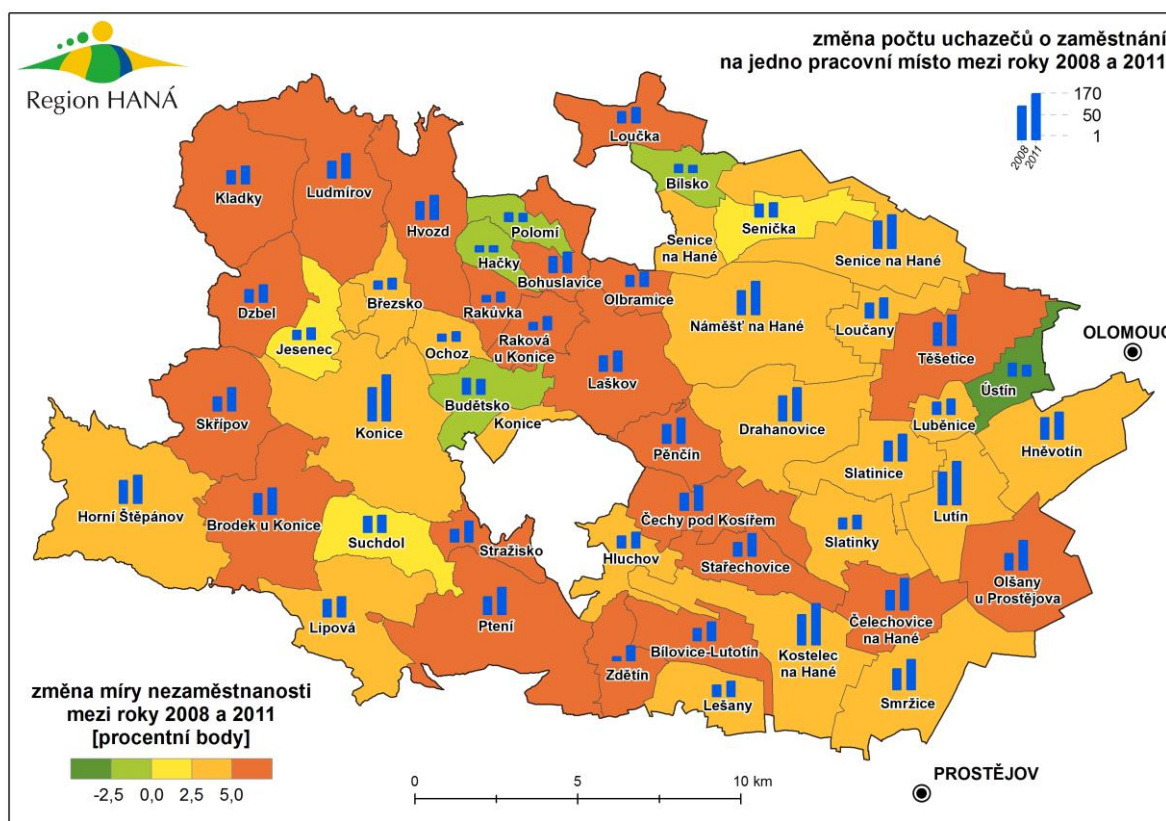 Region HANÁ
změna počtu uchazečů o zaměstnání
na jedno pracovní místo mezi roky 2008 a 2011
170
50
1
2008
2011
Loučka
Bílsko
Kladky
Ludmírov
Hvozd
Polomí
Senička
Senice
na Hané
Senice na Hané
Hačky
Bohuslavice
Olbramice
Dzbel
Březsko
Rakůvka
Náměšť na Hané
Loučany
Jesenec
Ochoz
Raková
u Konice
Těšetice
OLOMOUC
Laškov
Ústín
Budětsko
Konice
Konice
Skřípov
Drahanovice
Luběnice
Hněvotín
Pěnčín
Slatinice
Horní Štěpánov
Brodek u Konice
Čechy pod Kosířem
Lutín
Suchdol
Stražisko
Hluchov
Stařechovice
Slatinky
Olšany
u Prostějova
Lipová
Ptení
Čelechovice
na Hané
Bílovice-Lutotín
Kostelec
na Hané
Zdětín
Lešany
Smržice
změna míry nezaměstnanosti
mezi roky 2008 a 2011
[procentní body]
-2,5 0,0 2,5 5,0
0 5 10 km
PROSTĚJOV